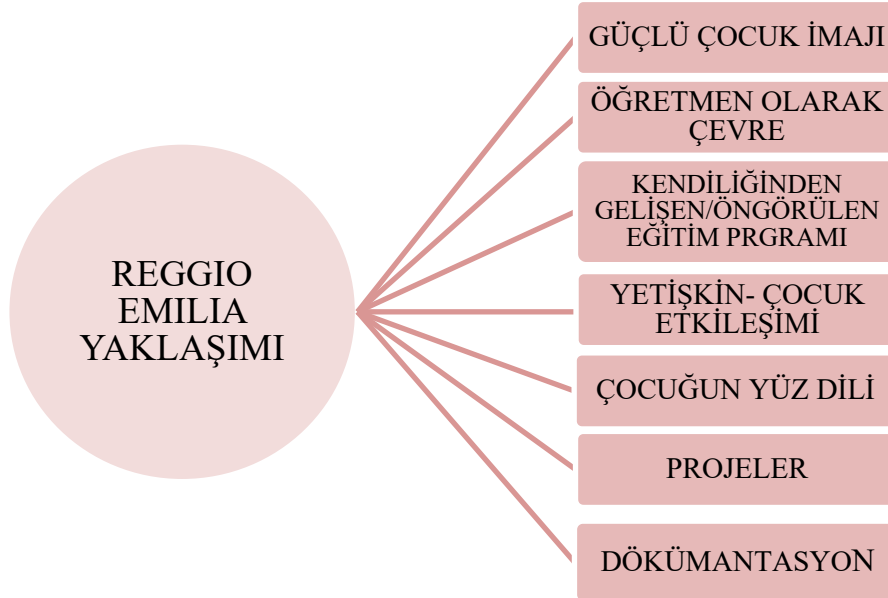 REGGIO
EMILIA
YAKLAŞIMI
GÜÇLÜ ÇOCUK İMAJI
ÖĞRETMEN OLARAK
ÇEVRE
KENDİLİĞİNDEN
GELİŞEN/ÖNGÖRÜLEN
EĞİTİM PRGRAMI
YETİŞKİN- ÇOCUK
ETKİLEŞİMİ
ÇOCUĞUN YÜZ DİLİ
PROJELER
DÖKÜMANTASYON